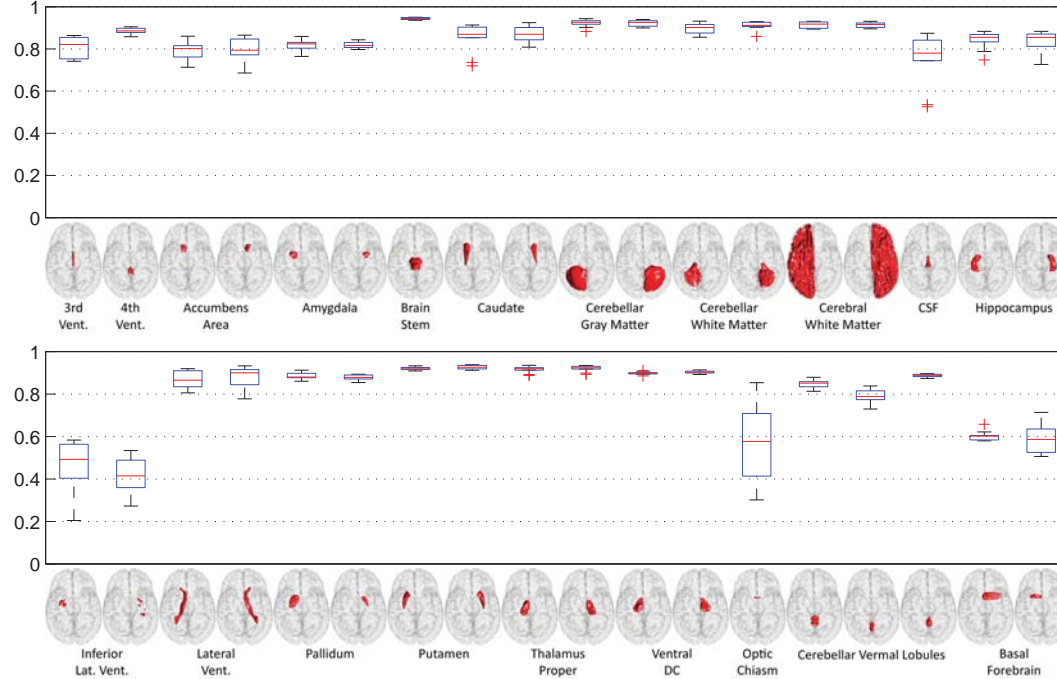 1
0.8
0.6
0.4
0.2
0
3rd Vent.
4th Vent.
Accumbens Area
Amygdala
Brain Stem
Caudate
Cerebellar Gray Matter
Cerebellar White Matter
Cerebral White Matter
CSF
Hippocampus
1
0.8
0.6
0.4
0.2
0
Inferior Lat. Vent.
Lateral Vent.
Pallidum
Putamen
Thalamus Proper
Ventral DC
Optic Chiasm
Cerebellar Vermal Lobules
Basal Forebrain